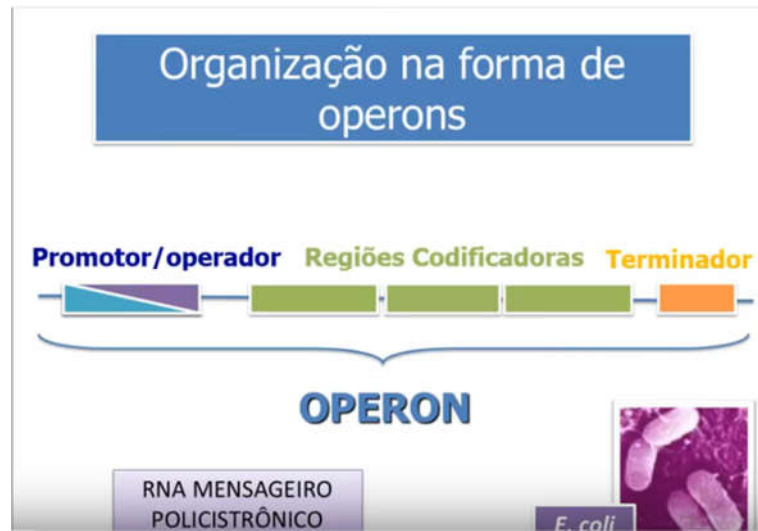 Organização na forma de
operons
Promotor/operador Regiões Codificadoras Terminador
OPERON
RNA MENSAGEIRO
POLICISTRÔNICO
E. coli